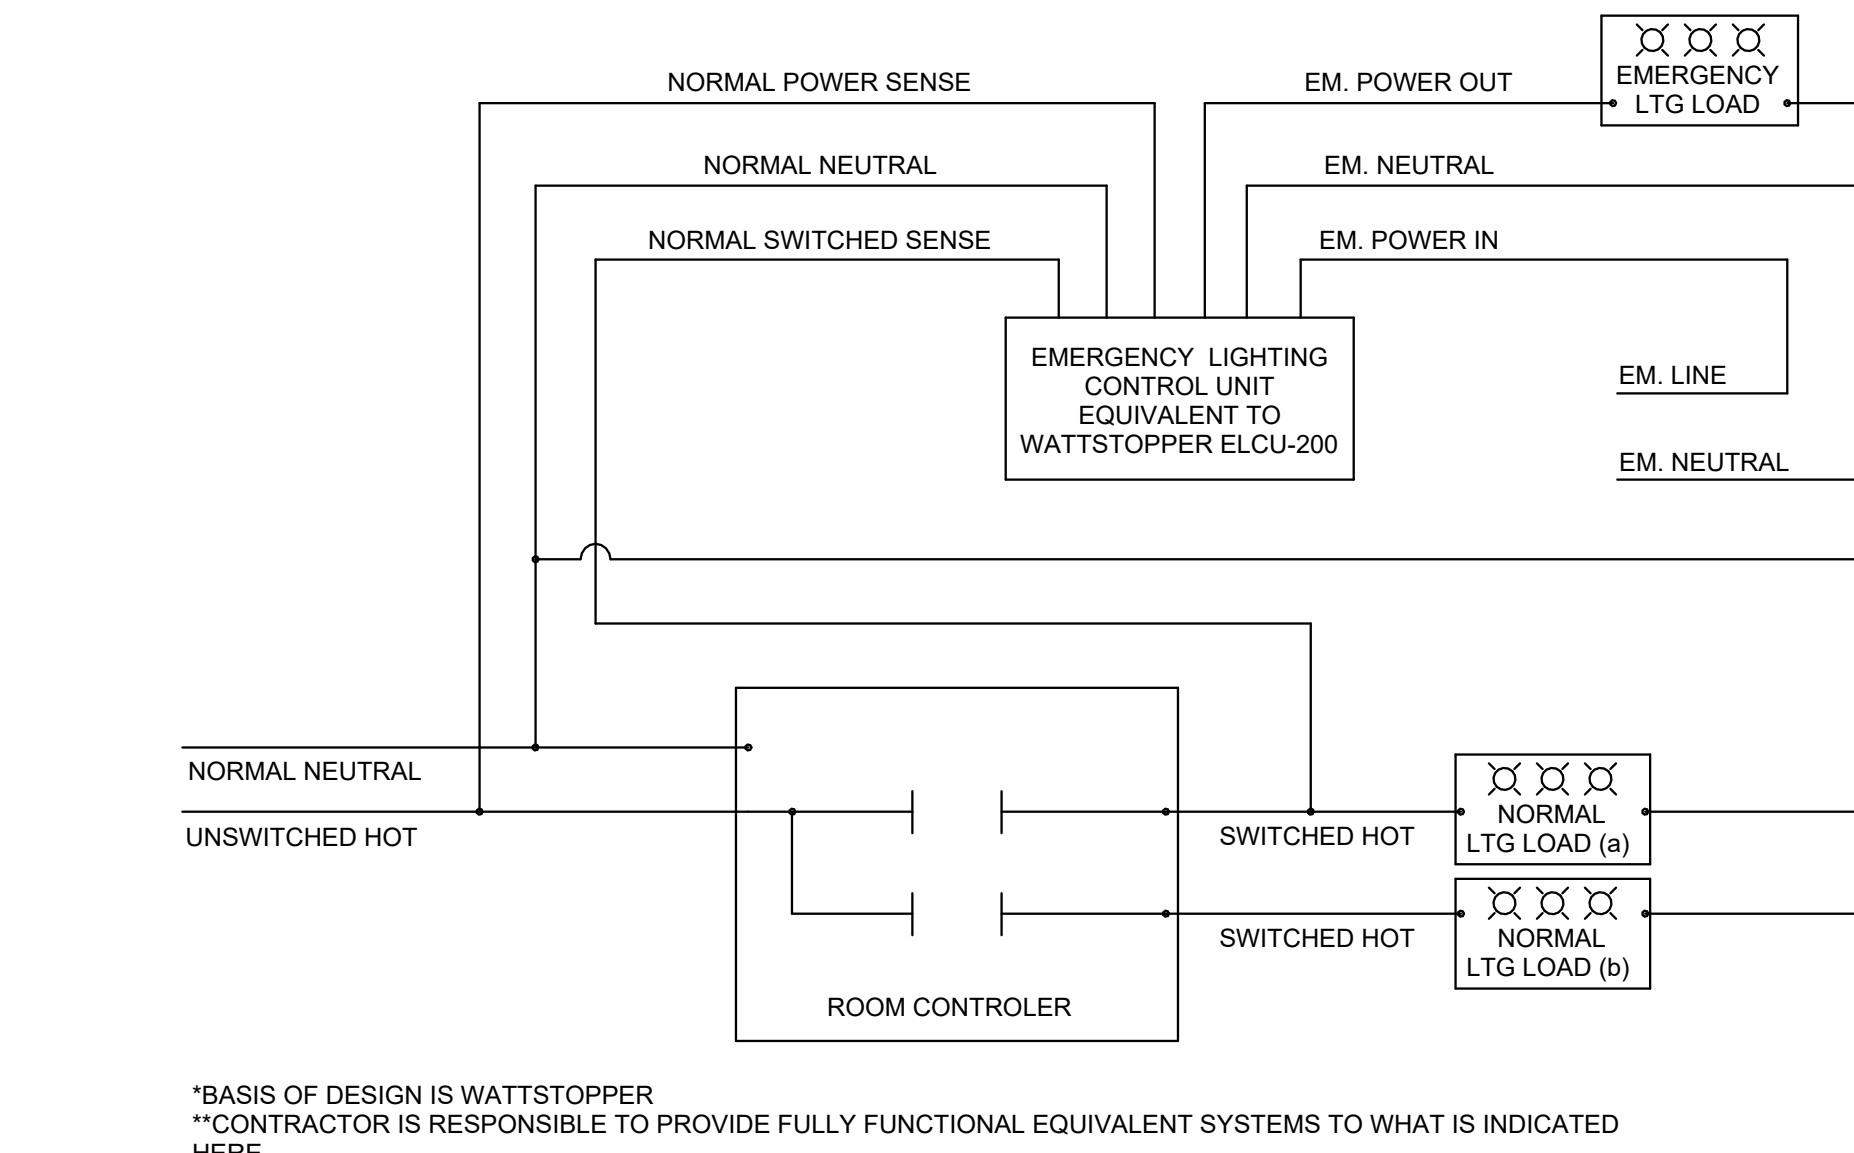 NORMAL POWER SENSE
EM. POWER OUT
EMERGENCY
LTG LOAD
NORMAL NEUTRAL
EM. NEUTRAL
NORMAL SWITCHED SENSE
EM. POWER IN
EMERGENCY LIGHTING
CONTROL UNIT
EQUIVALENT TO
WATTSTOPPER ELCU-200
EM. LINE
EM. NEUTRAL
NORMAL NEUTRAL
UNSWITCHED HOT
SWITCHED HOT
NORMAL
LTG LOAD (a)
SWITCHED HOT
NORMAL
LTG LOAD (b)
ROOM CONTROLER
*BASIS OF DESIGN IS WATTSTOPPER
**CONTRACTOR IS RESPONSIBLE TO PROVIDE FULLY FUNCTIONAL EQUIVALENT SYSTEMS TO WHAT IS INDICATED
HERE